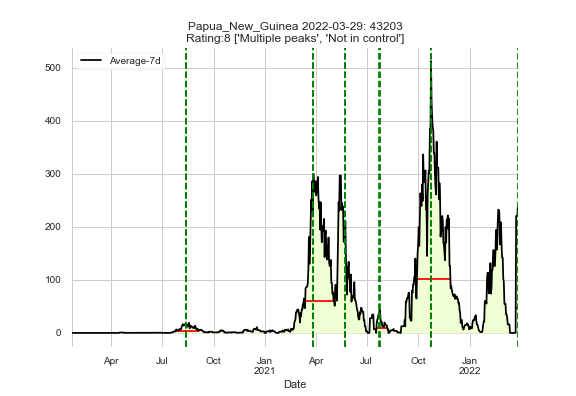 Papua_New_Guinea 2022-03-29: 43203
Rating:8 ['Multiple peaks', 'Not in control']
Average-7d
500
400
300
200
100
0
Apr Jul Oct Jan Apr Jul Oct Jan
2021 2022
Date